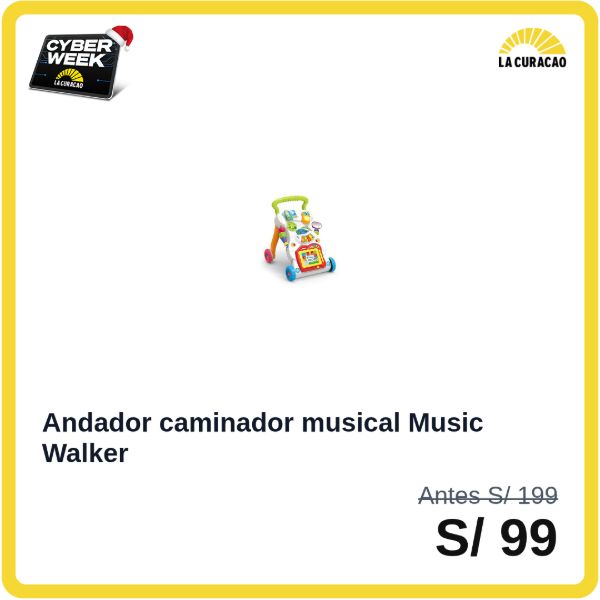 CYBER
WEEK
LA CURACAO
LA CURACAO
Andador caminador musical Music
Walker
Antes S/ 199
S/ 99